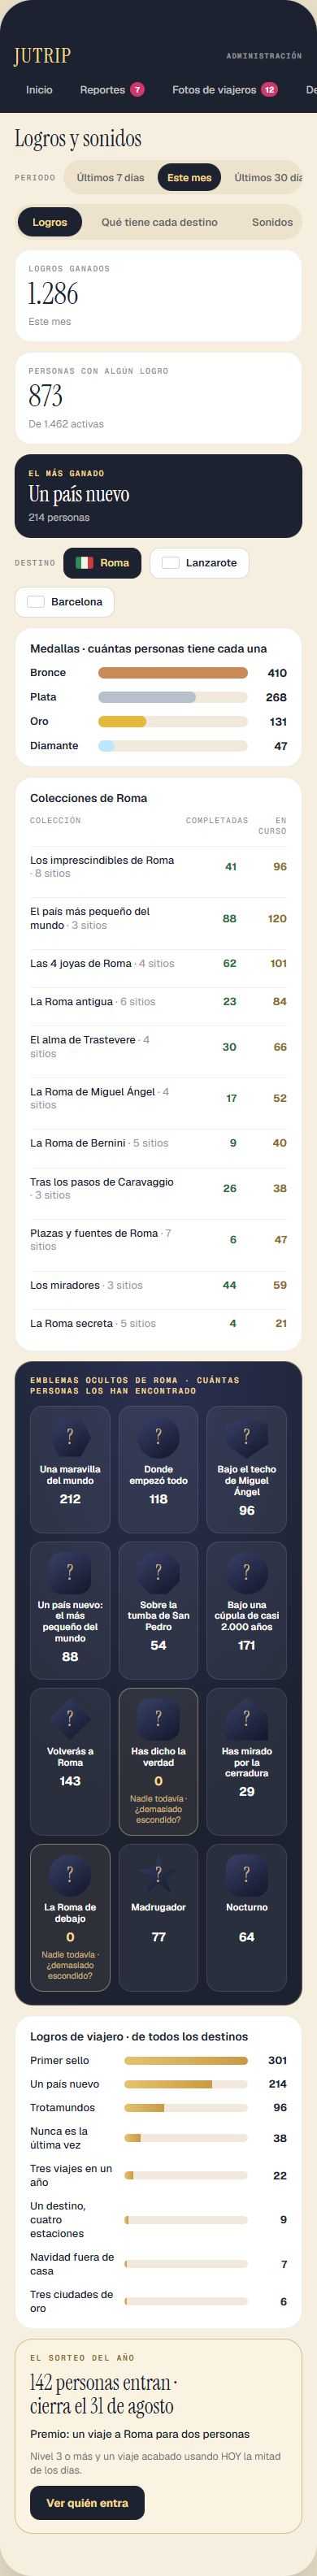 JUTRIP
ADMINISTRACIÓN
Inicio Reportes 7 Fotos de viajeros 12 De
Logros y sonidos
PERIODO Últimos 7 días Este mes Últimos 30 día
Logros Qué tiene cada destino Sonidos
LOGROS GANADOS
1.286
Este mes
PERSONAS CON ALGÚN LOGRO
873
De 1.462 activas
EL MÁS GANADO
Un país nuevo
214 personas
DESTINO Roma Lanzarote
Barcelona
Medallas · cuántas personas tiene cada una
Bronce 410
Plata 268
Oro 131
Diamante 47
Colecciones de Roma
COLECCIÓN COMPLETADAS EN
CURSO
Los imprescindibles de Roma
· 8 sitios 41 96
El país más pequeño del
mundo · 3 sitios 88 120
Las 4 joyas de Roma · 4 sitios 62 101
La Roma antigua · 6 sitios 23 84
El alma de Trastevere · 4
sitios 30 66
La Roma de Miguel Ángel · 4
sitios 17 52
La Roma de Bernini · 5 sitios 9 40
Tras los pasos de Caravaggio
· 3 sitios 26 38
Plazas y fuentes de Roma · 7
sitios 6 47
Los miradores · 3 sitios 44 59
La Roma secreta · 5 sitios 4 21
EMBLEMAS OCULTOS DE ROMA · CUÁNTAS
PERSONAS LOS HAN ENCONTRADO
?
Una maravilla
del mundo
212
?
Donde
empezó todo
118
?
Bajo el techo
de Miguel
Ángel
96
?
Un país nuevo:
el más
pequeño del
mundo
88
?
Sobre la
tumba de San
Pedro
54
?
Bajo una
cúpula de casi
2.000 años
171
?
Volverás a
Roma
143
?
Has dicho la
verdad
0
Nadie todavía ·
¿demasiado
escondido?
?
Has mirado
por la
cerradura
29
?
La Roma de
debajo
0
Nadie todavía ·
¿demasiado
escondido?
?
Madrugador
77
?
Nocturno
64
Logros de viajero · de todos los destinos
Primer sello 301
Un país nuevo 214
Trotamundos 96
Nunca es la
última vez 38
Tres viajes en un
año 22
Un destino,
cuatro
estaciones 9
Navidad fuera de
casa 7
Tres ciudades de
oro 6
EL SORTEO DEL AÑO
142 personas entran ·
cierra el 31 de agosto
Premio: un viaje a Roma para dos personas
Nivel 3 o más y un viaje acabado usando HOY la mitad
de los días.
Ver quién entra